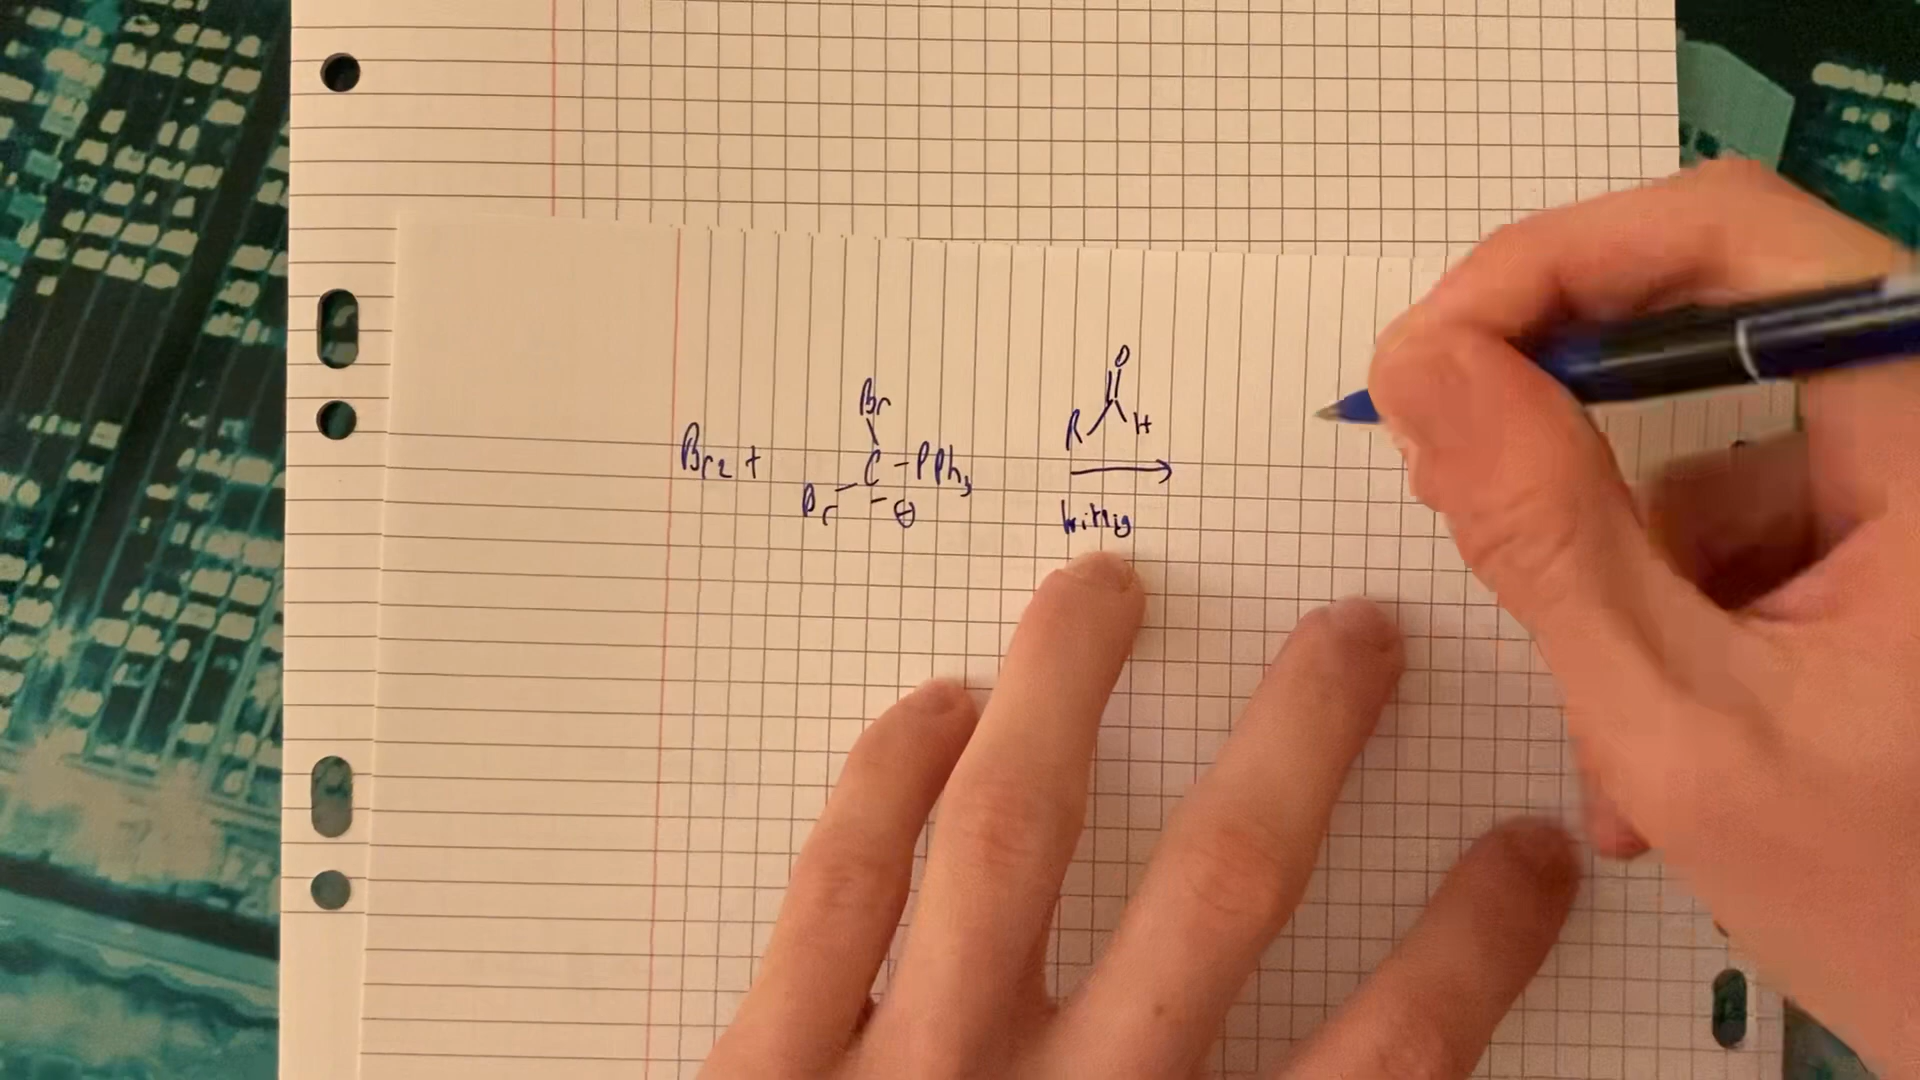 O
Br
R H
Br2 + C - PPh3
Br - ⊖
Wittig